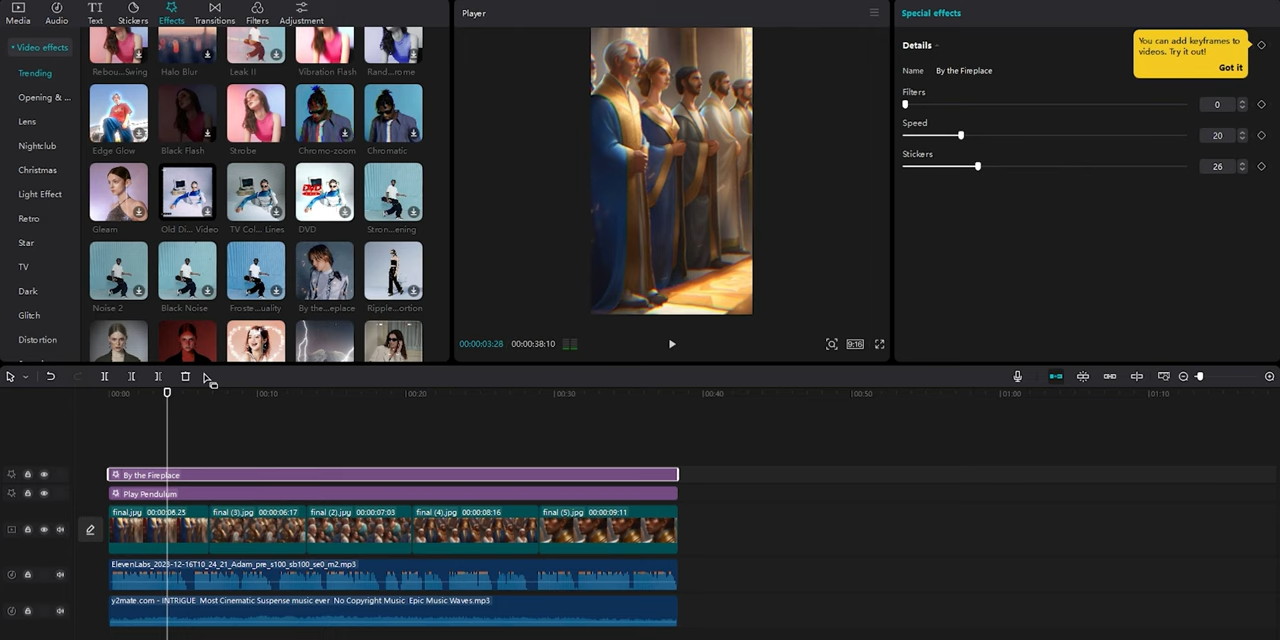 Media Audio Text Stickers Effects Transitions Filters Adjustment
Video effects
Trending
Opening & ...
Lens
Nightclub
Christmas
Light Effect
Retro
Star
TV
Dark
Glitch
Distortion
Rebou...Swing Halo Blur Leak II Vibration Flash Rand...rome
Edge Glow Black Flash Strobe Chromo-zoom Chromatic
Gleam Old Di... Video TV Col... Lines DVD Stron...ening
Noise 2 Black Noise Froste...uality By the...eplace Ripple...ortion
Player
00:00:03:28 00:00:38:10
9:16
Special effects
Details
You can add keyframes to
videos. Try it out!
Got it
Name By the Fireplace
Filters
0
Speed
20
Stickers
26
00:00 00:10 00:20 00:30 00:40 00:50 01:00 01:10
By the Fireplace
Play Pendulum
final.jpg 00:00:06:25 final (3).jpg 00:00:06:17 final (2).jpg 00:00:07:03 final (4).jpg 00:00:08:16 final (5).jpg 00:00:09:11
ElevenLabs_2023-12-16T10_24_21_Adam_pre_s100_sb100_se0_m2.mp3
y2mate.com - INTRIGUE Most Cinematic Suspense music ever No Copyright Music Epic Music Waves.mp3